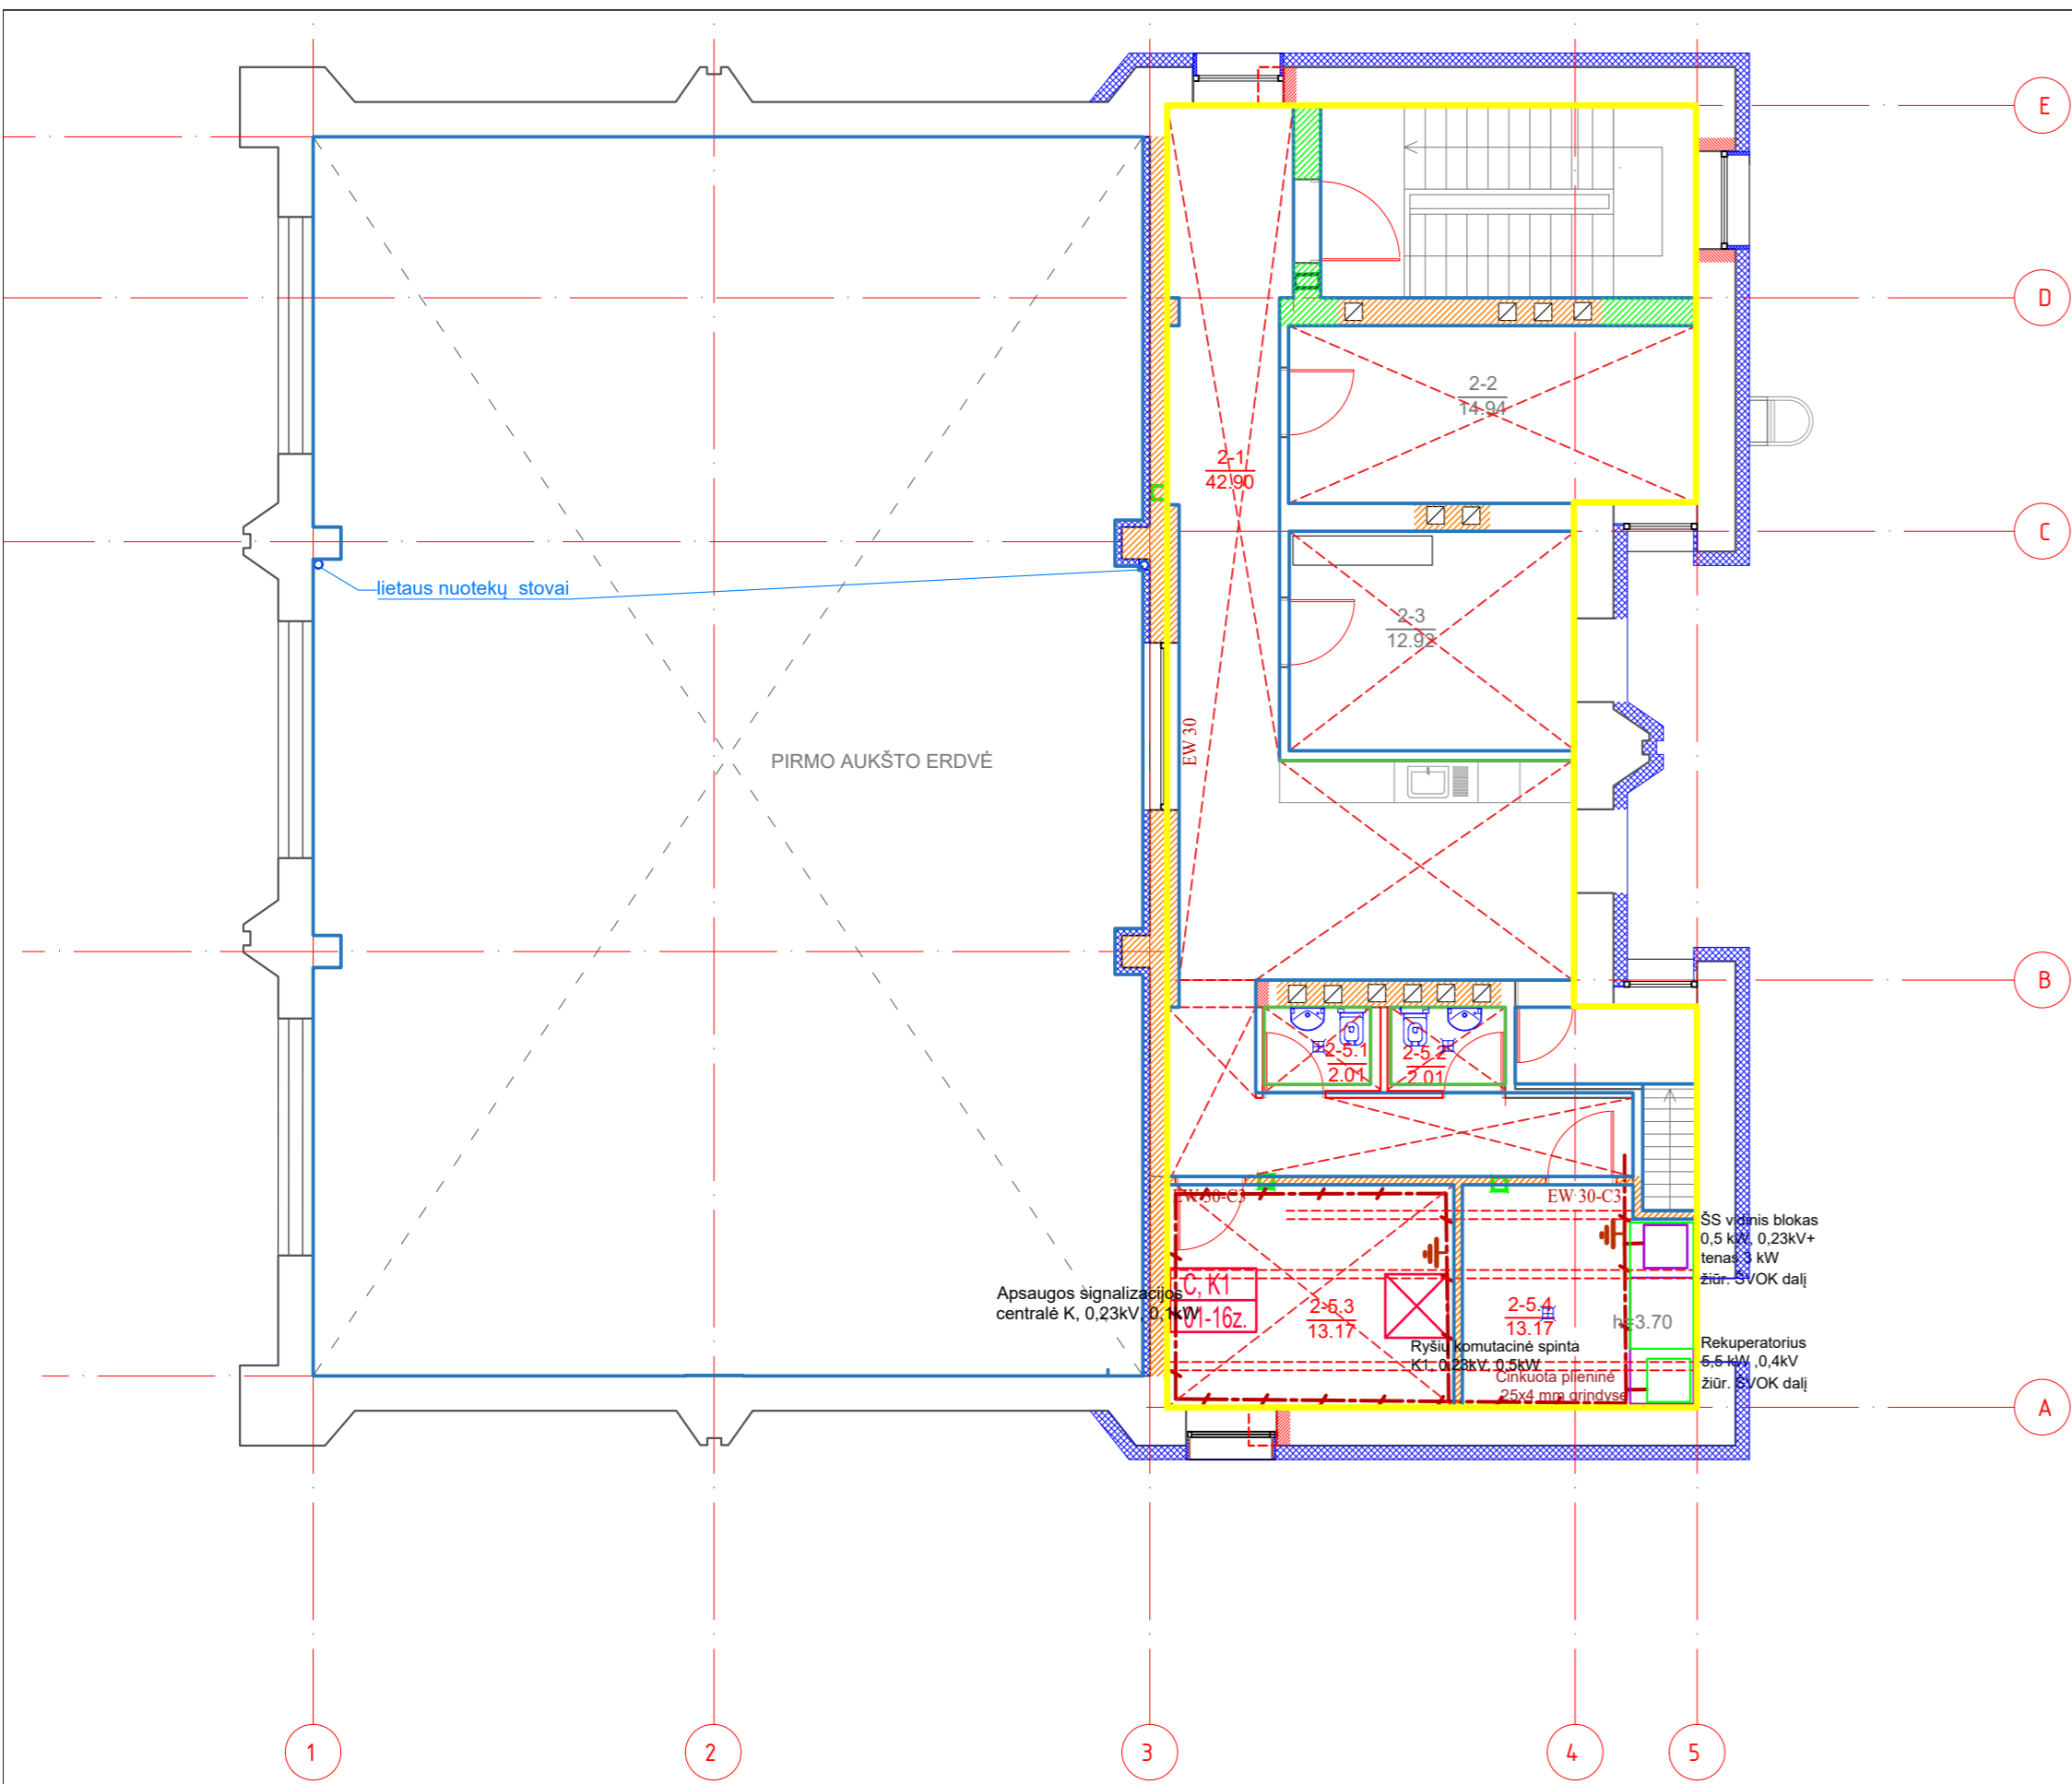 E
D
2-2
14.94
2-1
42.90
C
lietaus nuotekų stovai
2-3
12.92
EW 30
PIRMO AUKŠTO ERDVĖ
B
2-5.1
2.01
2-5.2
2.01
EW 30-C3
EW 30-C3
ŠS vidinis blokas
0,5 kW, 0,23kV+
tenas 3 kW
žiūr. ŠVOK dalį
Apsaugos signalizacijos
centralė K, 0,23kV, 0,1kW
C, K1
01-16z.
2-5.3
13.17
2-5.4
13.17
h=3.70
Ryšių komutacinė spinta
K1, 0,23kV, 0,5kW
Cinkuota plieninė
25x4 mm grindyse
Rekuperatorius
5,5 kW ,0,4kV
žiūr. ŠVOK dalį
A
1
2
3
4
5